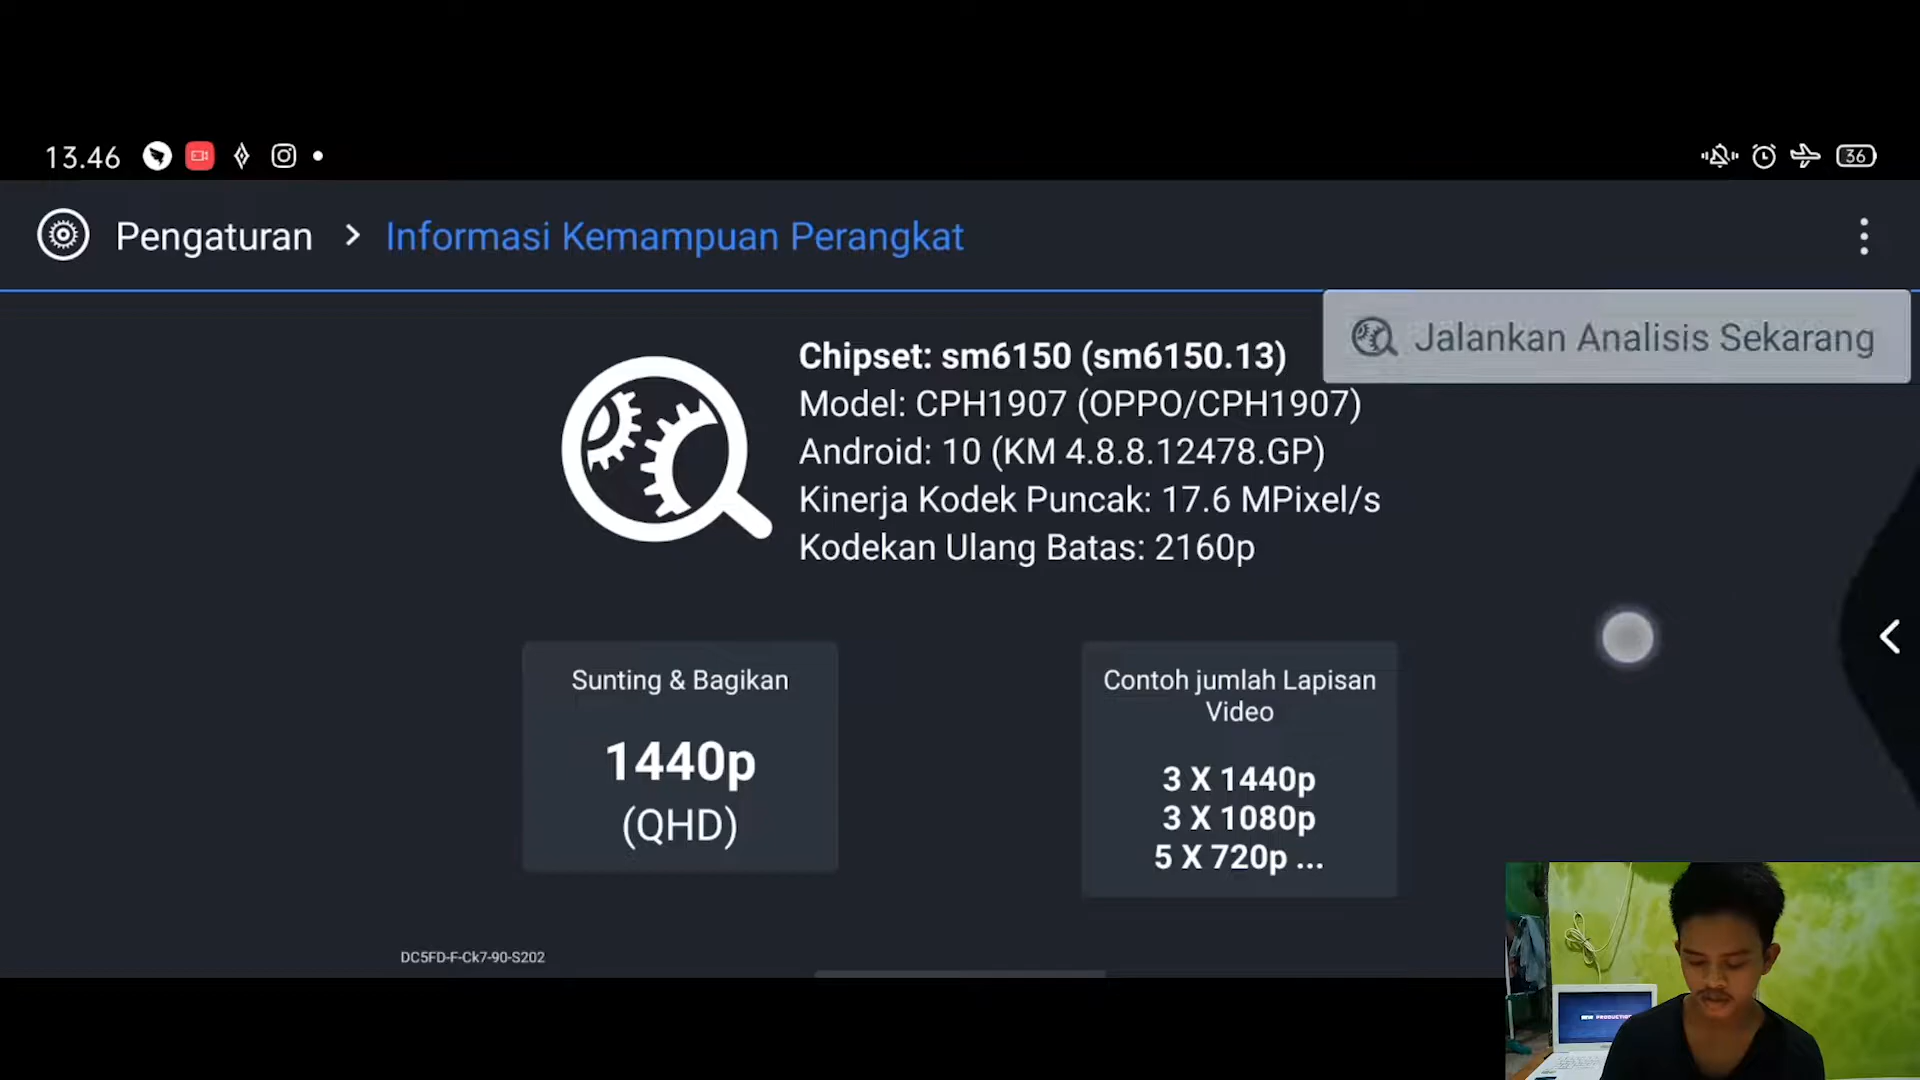 13.46
36
Pengaturan > Informasi Kemampuan Perangkat
Jalankan Analisis Sekarang
Chipset: sm6150 (sm6150.13)
Model: CPH1907 (OPPO/CPH1907)
Android: 10 (KM 4.8.8.12478.GP)
Kinerja Kodek Puncak: 17.6 MPixel/s
Kodekan Ulang Batas: 2160p
Sunting & Bagikan
1440p
(QHD)
Contoh jumlah Lapisan
Video
3 X 1440p
3 X 1080p
5 X 720p ...
DC5FD-F-Ck7-90-S202